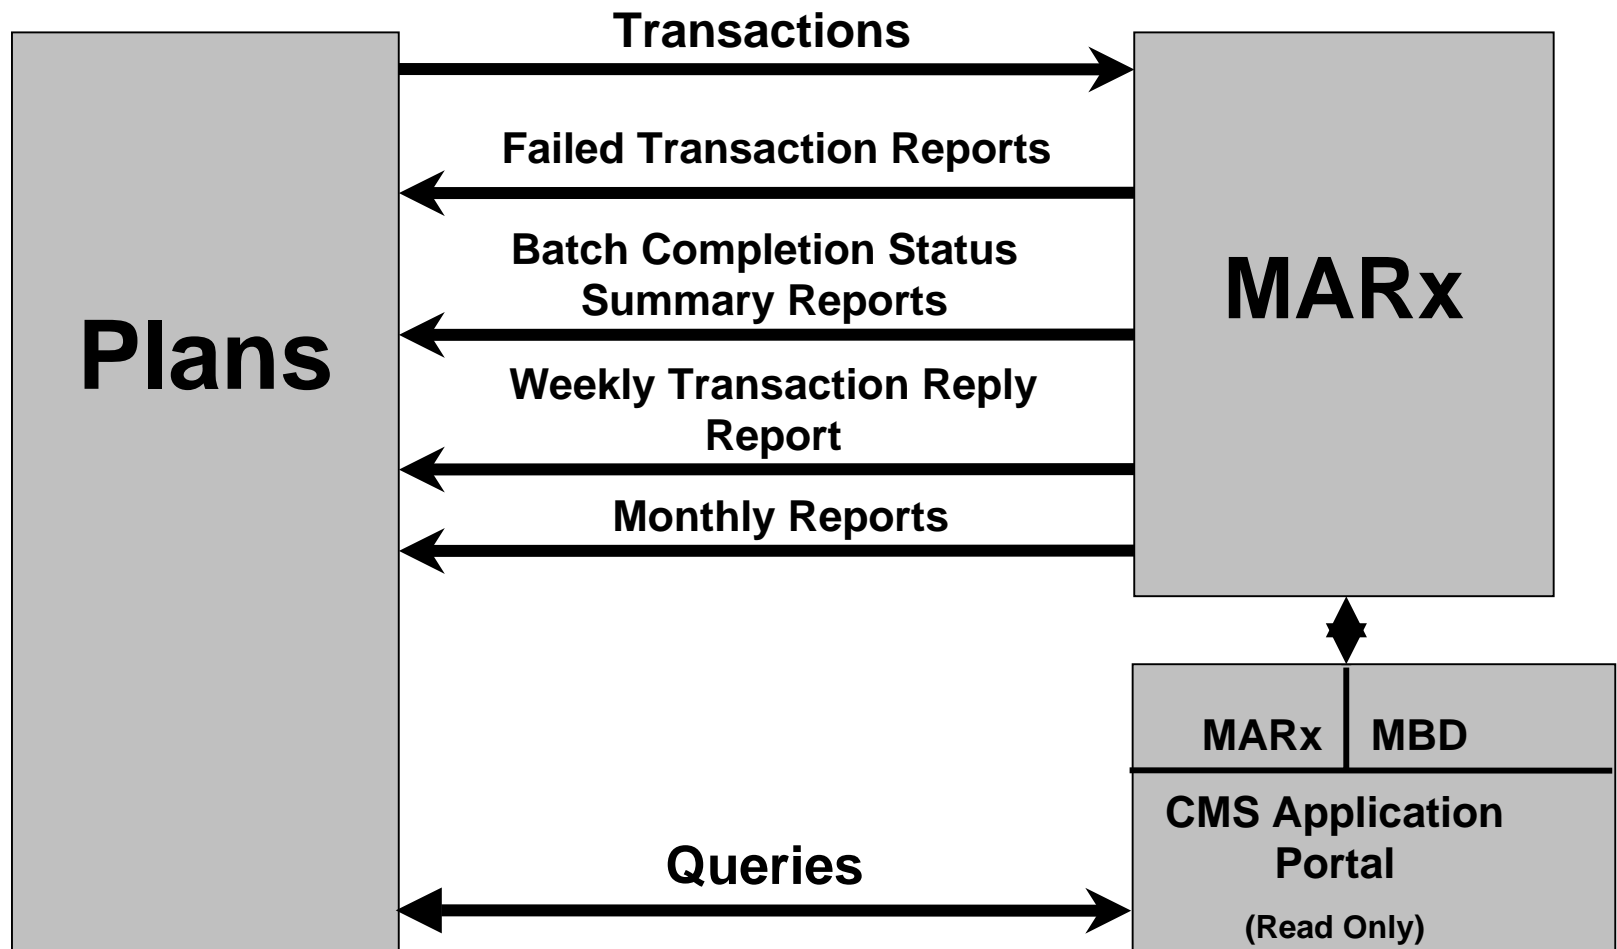 Transactions
Failed Transaction Reports
Batch Completion Status
Summary Reports
Weekly Transaction Reply
Report
Monthly Reports
Plans
MARx
MARx
MBD
CMS Application
Portal
(Read Only)
Queries